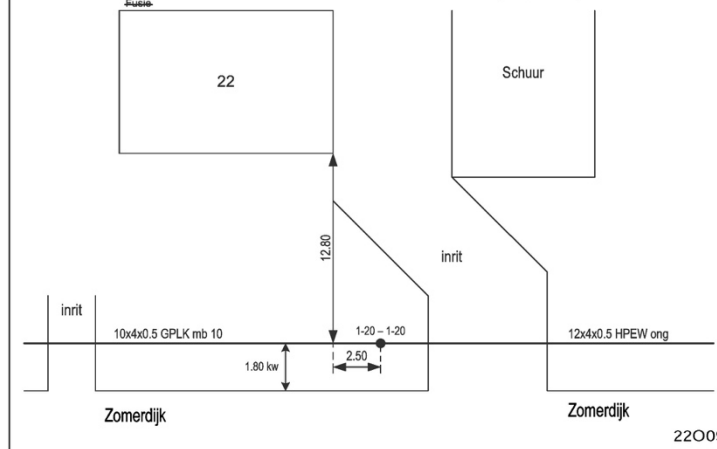 Fusie
22
Schuur
12.80
inrit
inrit
10x4x0.5 GPLK mb 10
1-20 – 1-20
12x4x0.5 HPEW ong
1.80 kw
2.50
Zomerdijk
Zomerdijk